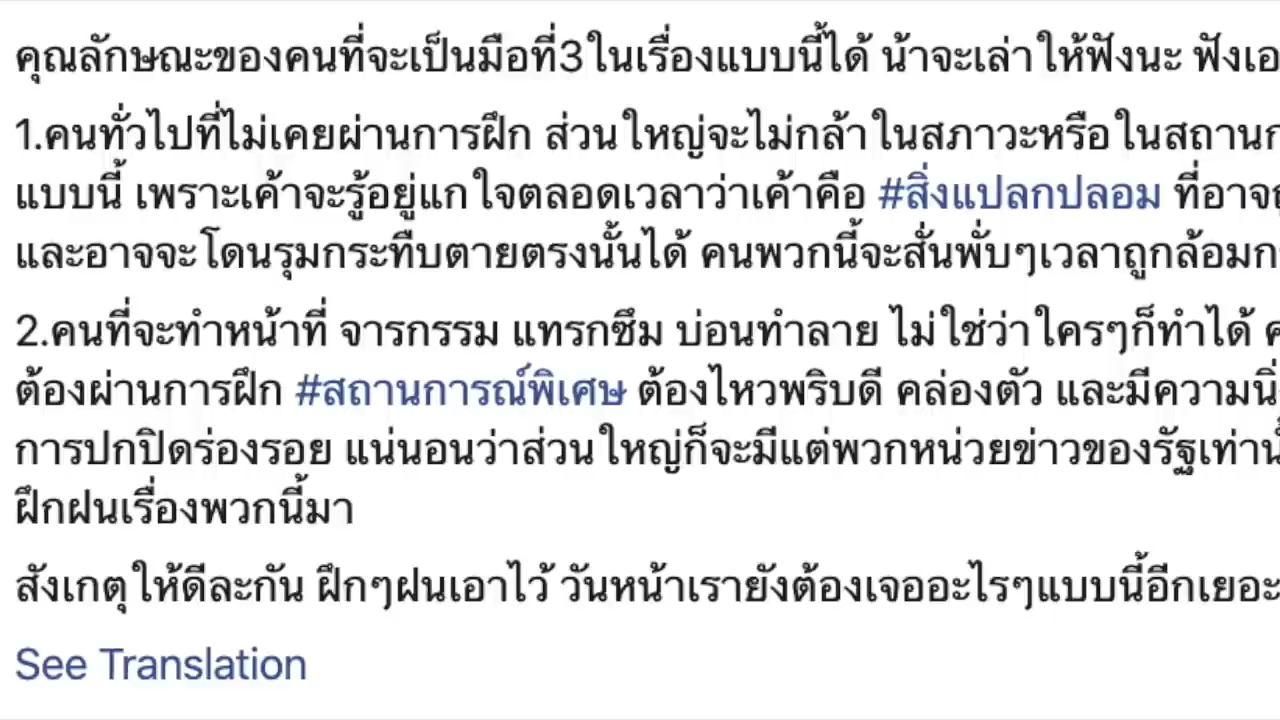 คุณลักษณะของคนที่จะเป็นมือที่3ในเรื่องแบบนี้ได้ น้าจะเล่าให้ฟังนะ ฟังเอ
1.คนทั่วไปที่ไม่เคยผ่านการฝึก ส่วนใหญ่จะไม่กล้าในสภาวะหรือในสถานก
แบบนี้ เพราะเค้าจะรู้อยู่แกใจตลอดเวลาว่าเค้าคือ #สิ่งแปลกปลอม ที่อาจ
และอาจจะโดนรุมกระทืบตายตรงนั้นได้ คนพวกนี้จะสั่นพั่บๆเวลาถูกล้อมก
2.คนที่จะทำหน้าที่ จารกรรม แทรกซึม บ่อนทำลาย ไม่ใช่ว่าใครๆก็ทำได้
ต้องผ่านการฝึก #สถานการณ์พิเศษ ต้องไหวพริบดี คล่องตัว และมีความนิ่
การปกปิดร่องรอย แน่นอนว่าส่วนใหญ่ก็จะมีแต่พวกหน่วยข่าวของรัฐเท่านั้
ฝึกฝนเรื่องพวกนี้มา
สังเกตุให้ดีละกัน ฝึกๆฝนเอาไว้ วันหน้าเรายังต้องเจออะไรๆแบบนี้อีกเยอะ
See Translation